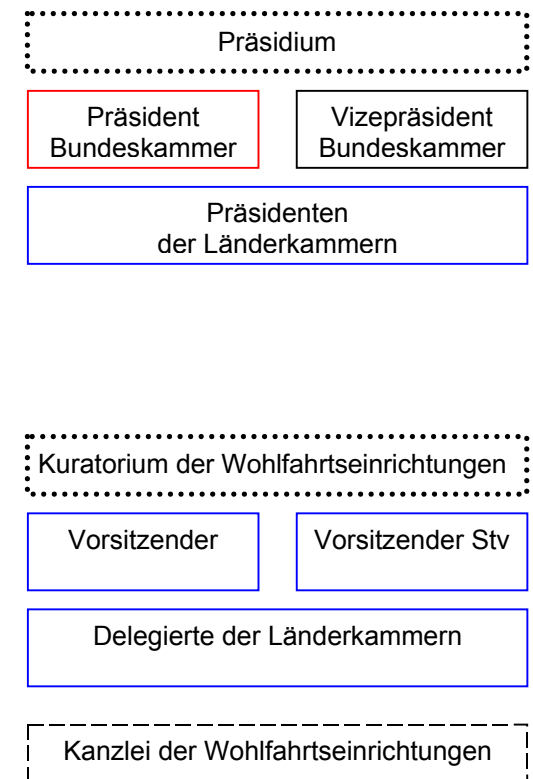 Präsidium
Präsident
Bundeskammer
Vizepräsident
Bundeskammer
Präsidenten
der Länderkammern
Kuratorium der Wohlfahrtseinrichtungen
Vorsitzender
Vorsitzender Stv
Delegierte der Länderkammern
Kanzlei der Wohlfahrtseinrichtungen